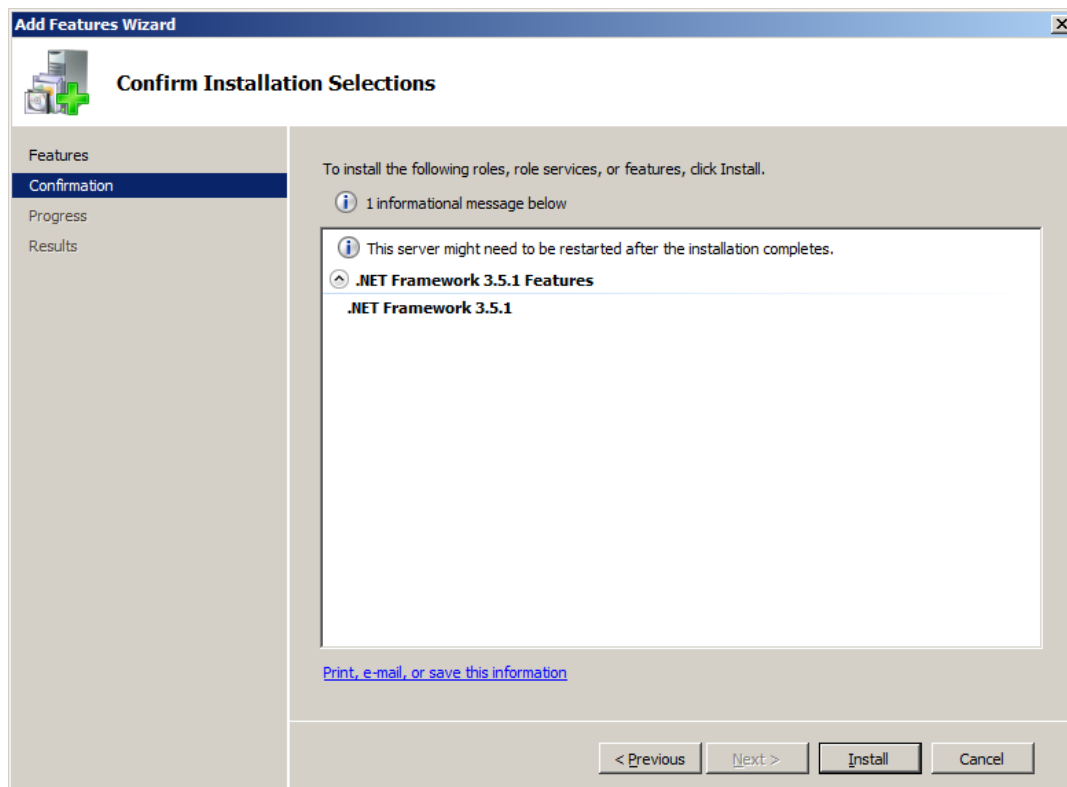 Add Features Wizard
Confirm Installation Selections
Features
Confirmation
Progress
Results
To install the following roles, role services, or features, click Install.
1 informational message below
This server might need to be restarted after the installation completes.
.NET Framework 3.5.1 Features
.NET Framework 3.5.1
Print, e-mail, or save this information
< Previous
Next >
Install
Cancel